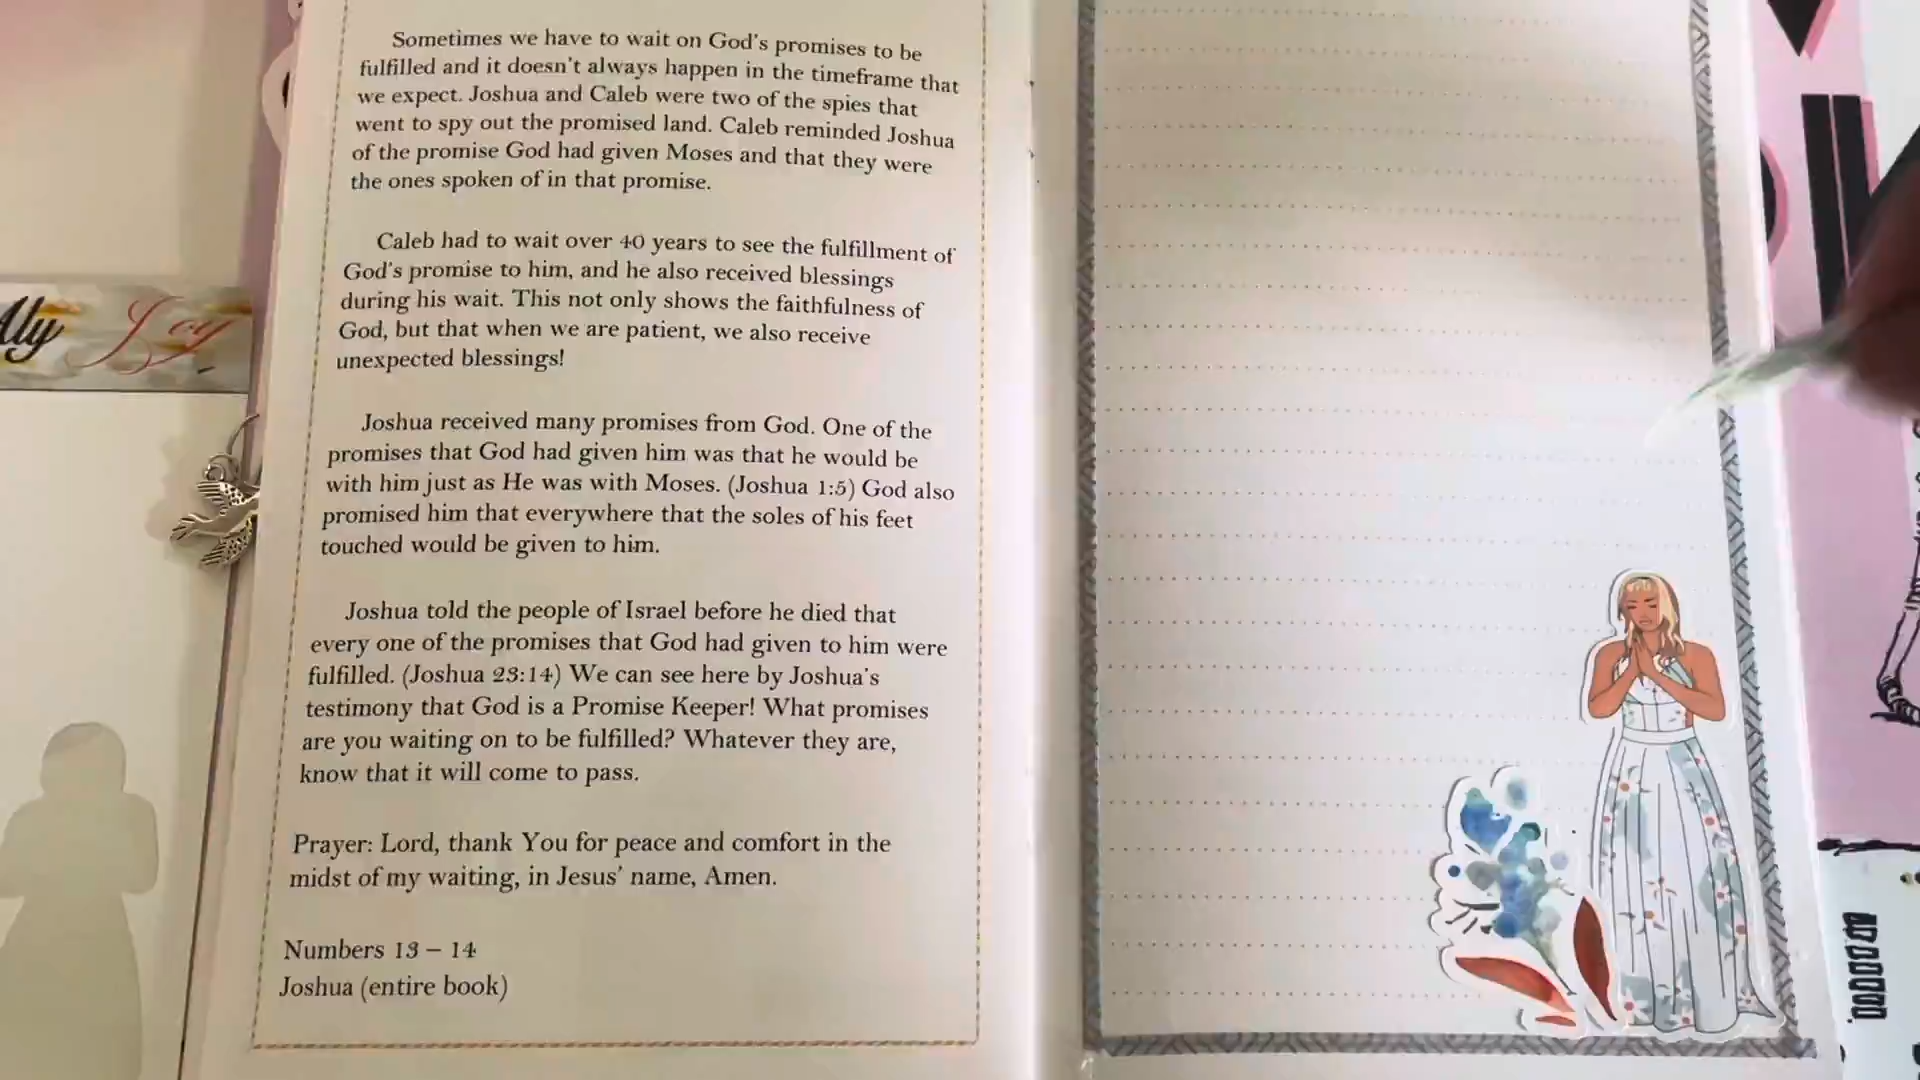 Sometimes we have to wait on God's promises to be
fulfilled and it doesn't always happen in the timeframe that
we expect. Joshua and Caleb were two of the spies that
went to spy out the promised land. Caleb reminded Joshua
of the promise God had given Moses and that they were
the ones spoken of in that promise.
Caleb had to wait over 40 years to see the fulfillment of
God's promise to him, and he also received blessings
during his wait. This not only shows the faithfulness of
God, but that when we are patient, we also receive
unexpected blessings!
Joshua received many promises from God. One of the
promises that God had given him was that he would be
with him just as He was with Moses. (Joshua 1:5) God also
promised him that everywhere that the soles of his feet
touched would be given to him.
Joshua told the people of Israel before he died that
every one of the promises that God had given to him were
fulfilled. (Joshua 23:14) We can see here by Joshua's
testimony that God is a Promise Keeper! What promises
are you waiting on to be fulfilled? Whatever they are,
know that it will come to pass.
Prayer: Lord, thank You for peace and comfort in the
midst of my waiting, in Jesus' name, Amen.
Numbers 13 – 14
Joshua (entire book)
My Joy